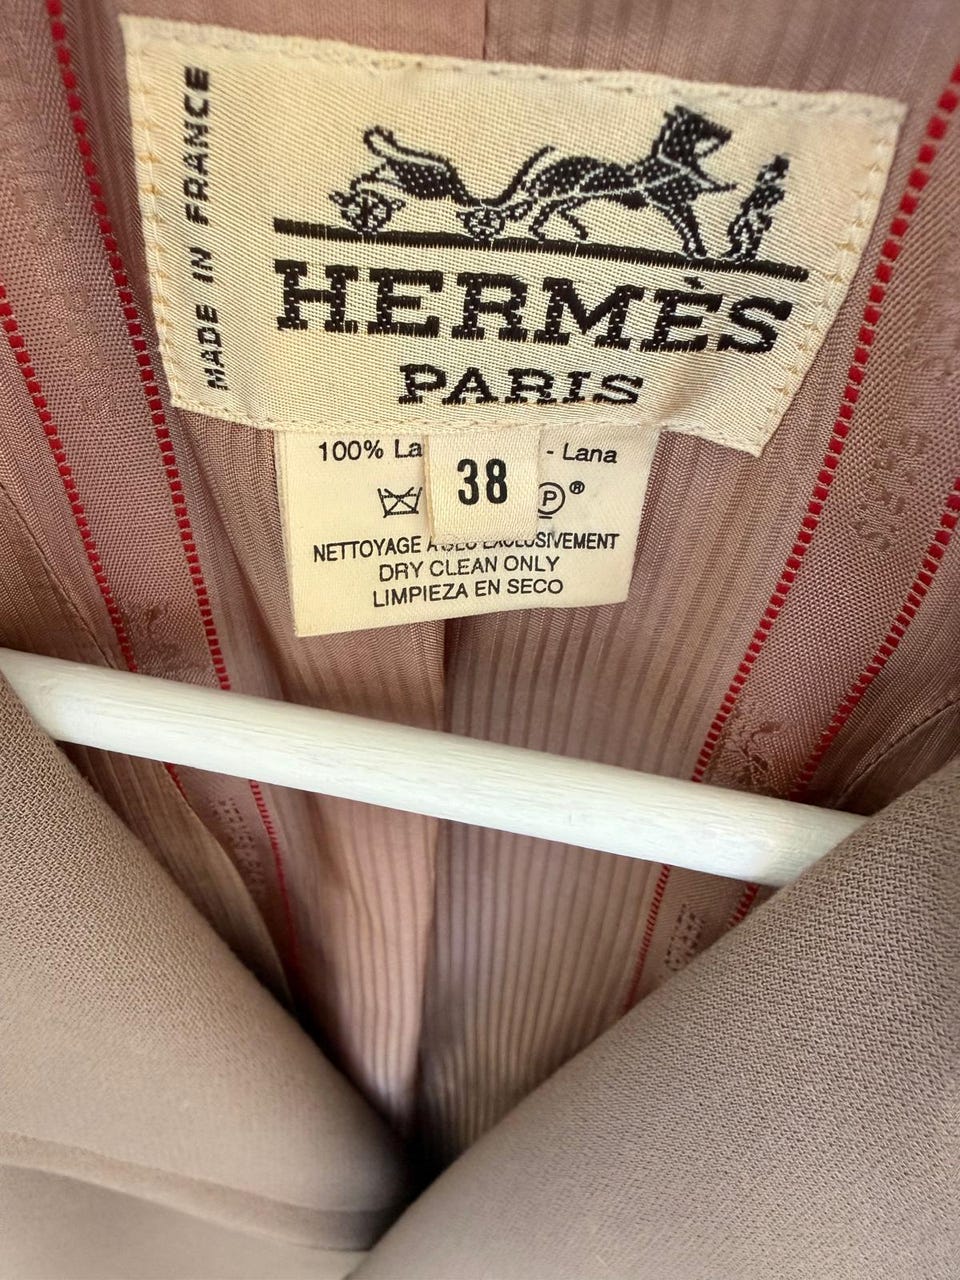 MADE IN FRANCE
HERMÈS
PARIS
100% La - Lana
38
P ®
NETTOYAGE A SEC EXCLUSIVEMENT
DRY CLEAN ONLY
LIMPIEZA EN SECO